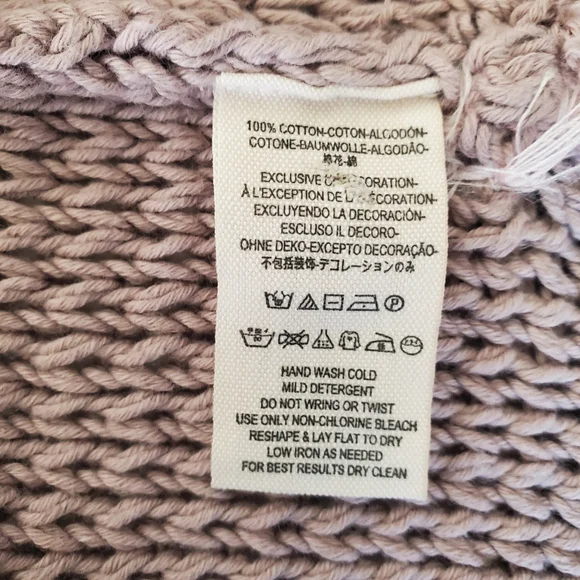 100% COTTON-COTON-ALGODÓN-
COTONE-BAUMWOLLE-ALGODÃO-
棉花-綿
EXCLUSIVE
À L'EXCEPTION DE
EXCLUYENDO LA DECORACIÓN-
ESCLUSO IL DECORO-
OHNE DEKO-EXCEPTO DECORAÇÃO-
不包括装饰-デコレーションのみ
P
HAND WASH COLD
MILD DETERGENT
DO NOT WRING OR TWIST
USE ONLY NON-CHLORINE BLEACH
RESHAPE & LAY FLAT TO DRY
LOW IRON AS NEEDED
FOR BEST RESULTS DRY CLEAN